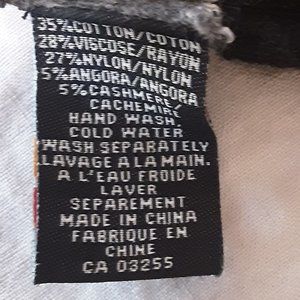 35%COTTON/COTON
28%VISCOSE/RAYON
27%NYLON/NYLON
5%ANGORA/ANGORA
5%CASHMERE/
CACHEMIRE
HAND WASH.
COLD WATER
WASH SEPARATELY
LAVAGE A LA MAIN.
A L'EAU FROIDE
LAVER
SEPAREMENT
MADE IN CHINA
FABRIQUE EN
CHINE
CA 03255